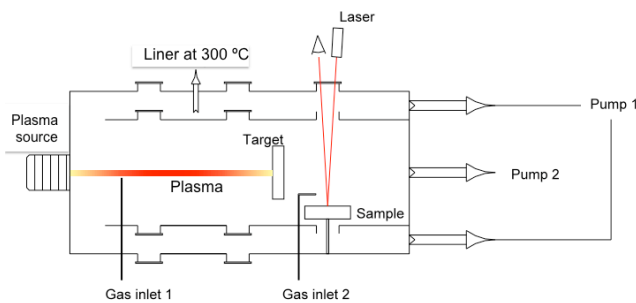 Laser
Liner at 300 ºC
Pump 1
Plasma
source
Target
Plasma
Pump 2
Sample
Gas inlet 1
Gas inlet 2